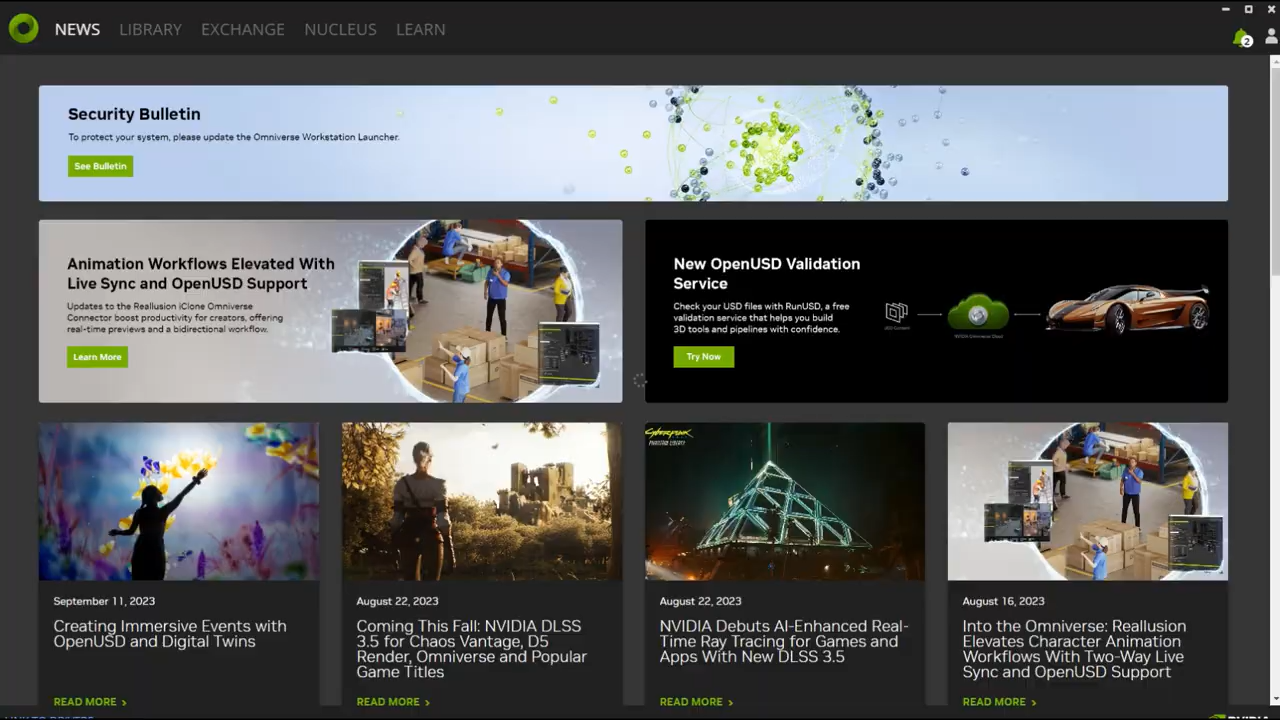 NEWS LIBRARY EXCHANGE NUCLEUS LEARN
2
Security Bulletin
To protect your system, please update the Omniverse Workstation Launcher.
See Bulletin
Animation Workflows Elevated With
Live Sync and OpenUSD Support
Updates to the Reallusion iClone Omniverse
Connector boost productivity for creators, offering
real-time previews and a bidirectional workflow.
Learn More
New OpenUSD Validation
Service
Check your USD files with RunUSD, a free
validation service that helps you build
3D tools and pipelines with confidence.
Try Now
September 11, 2023
Creating Immersive Events with
OpenUSD and Digital Twins
READ MORE >
August 22, 2023
Coming This Fall: NVIDIA DLSS
3.5 for Chaos Vantage, D5
Render, Omniverse and Popular
Game Titles
READ MORE >
Cyberpunk
PHANTOM LIBERTY
August 22, 2023
NVIDIA Debuts AI-Enhanced Real-
Time Ray Tracing for Games and
Apps With New DLSS 3.5
READ MORE >
August 16, 2023
Into the Omniverse: Reallusion
Elevates Character Animation
Workflows With Two-Way Live
Sync and OpenUSD Support
READ MORE >